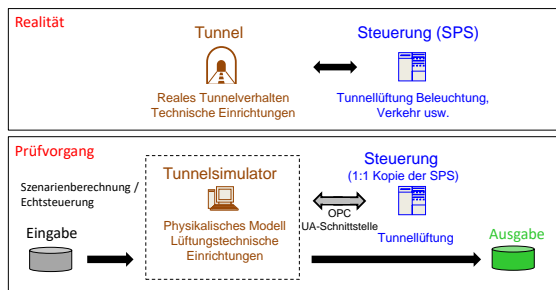 Realität
Tunnel
Reales Tunnelverhalten
Technische Einrichtungen
Steuerung (SPS)
Tunnellüftung Beleuchtung,
Verkehr usw.
Prüfvorgang
Szenarienberechnung /
Echtsteuerung
Eingabe
Tunnelsimulator
Physikalisches Modell
Lüftungstechnische
Einrichtungen
Steuerung
(1:1 Kopie der SPS)
OPC
UA-Schnittstelle
Tunnellüftung
Ausgabe